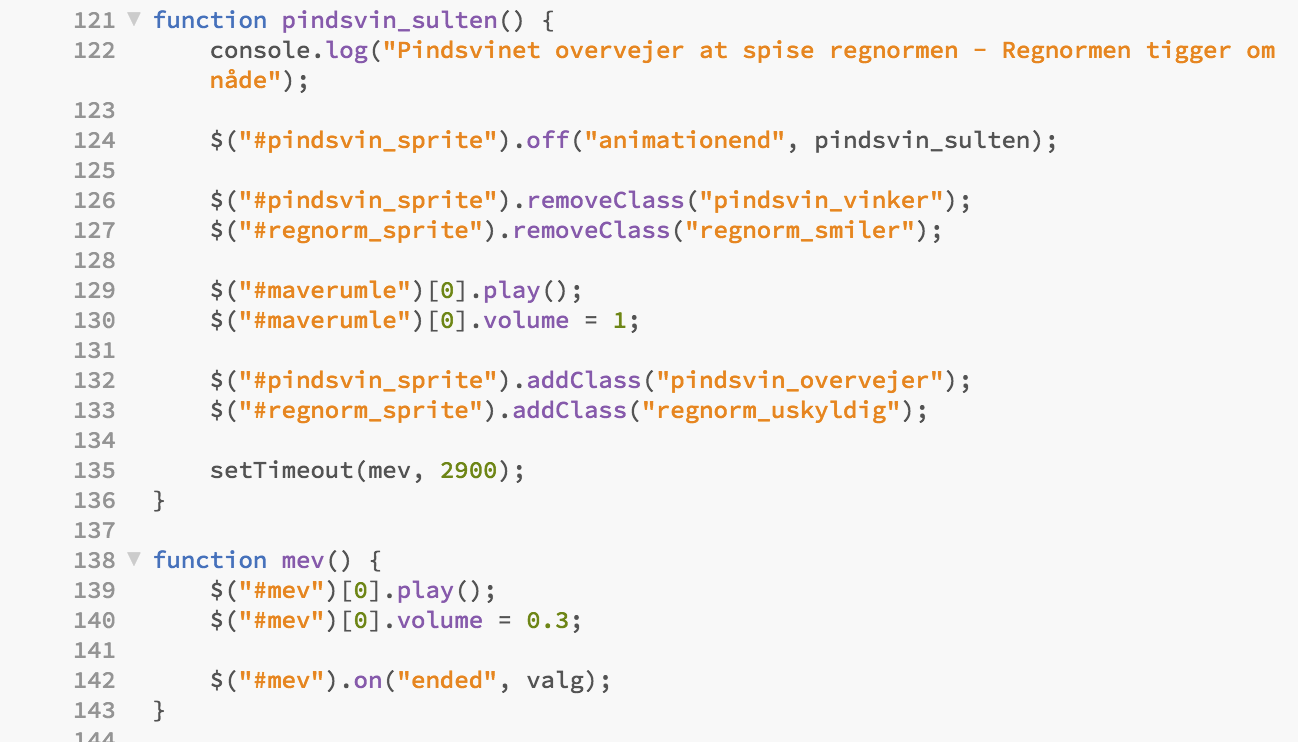 121 ▼ function pindsvin_sulten() {
122 console.log("Pindsvinet overvejer at spise regnormen - Regnormen tigger om
nåde");
123
124 $("#pindsvin_sprite").off("animationend", pindsvin_sulten);
125
126 $("#pindsvin_sprite").removeClass("pindsvin_vinker");
127 $("#regnorm_sprite").removeClass("regnorm_smiler");
128
129 $("#maverumle")[0].play();
130 $("#maverumle")[0].volume = 1;
131
132 $("#pindsvin_sprite").addClass("pindsvin_overvejer");
133 $("#regnorm_sprite").addClass("regnorm_uskyldig");
134
135 setTimeout(mev, 2900);
136 }
137
138 ▼ function mev() {
139 $("#mev")[0].play();
140 $("#mev")[0].volume = 0.3;
141
142 $("#mev").on("ended", valg);
143 }
144